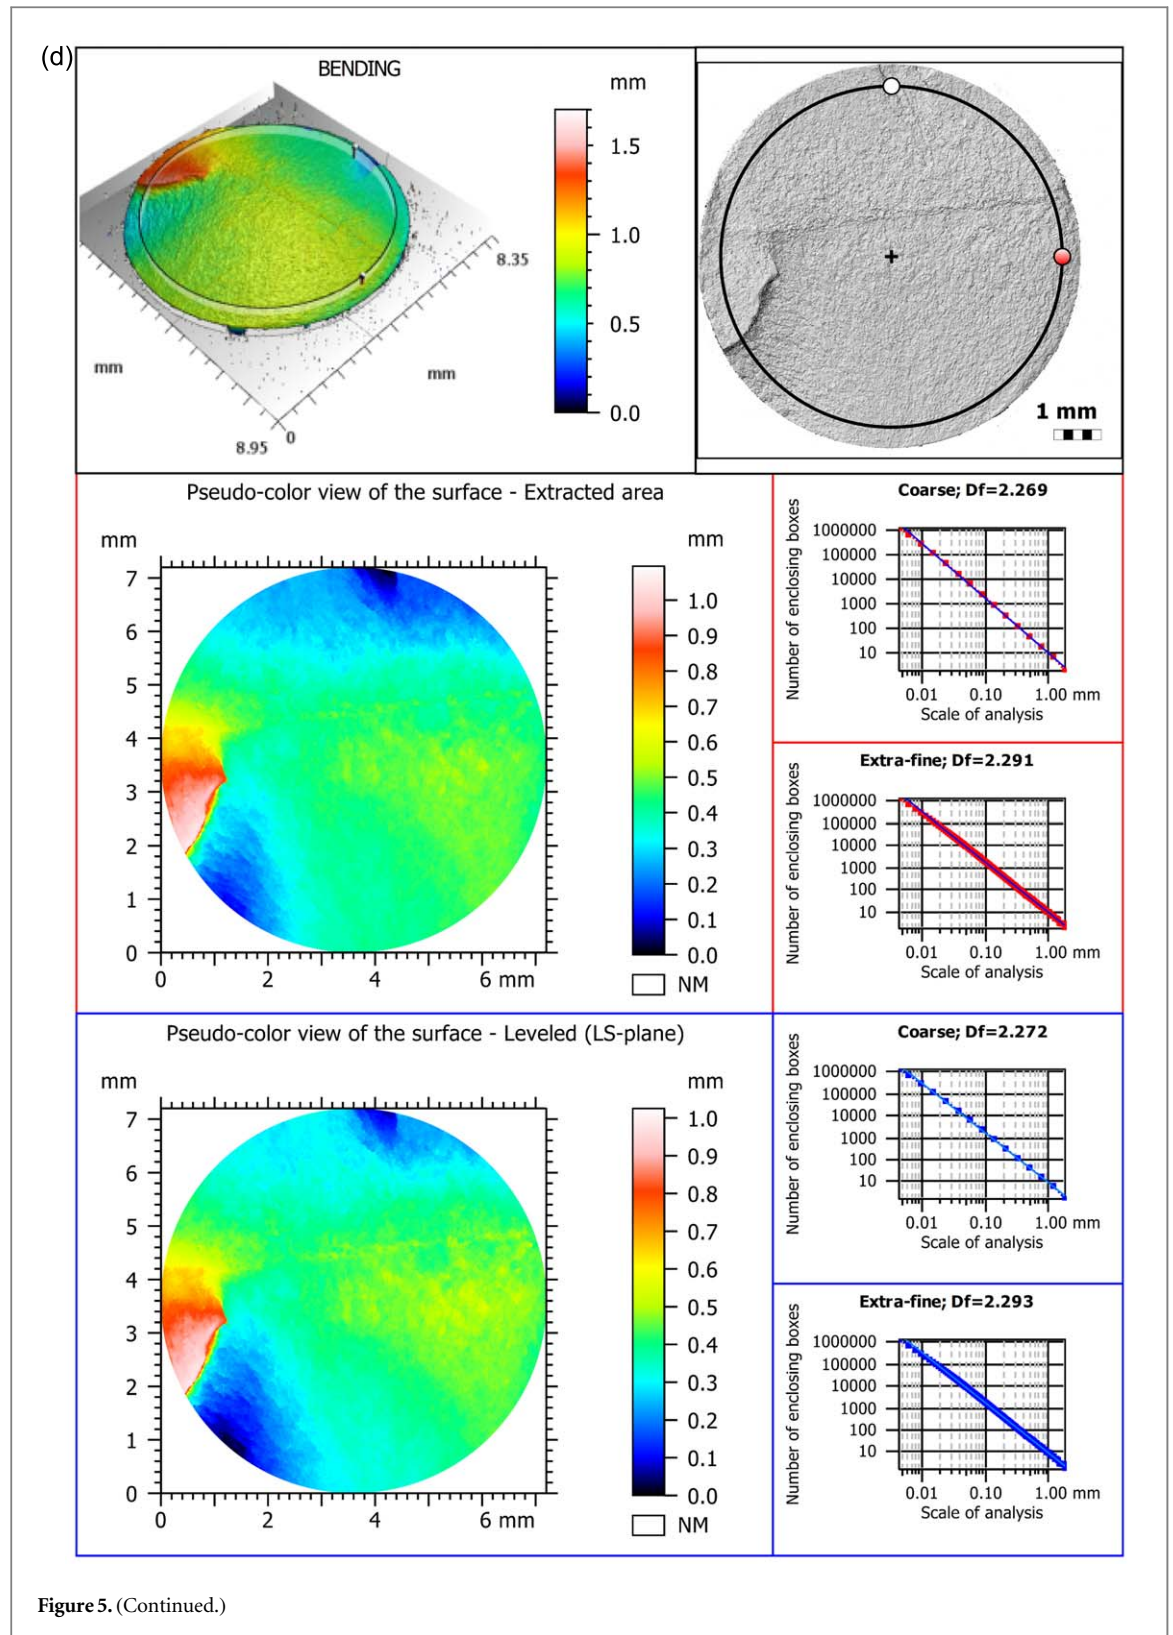 (d)
BENDING
mm
1.5
1.0
0.5
0.0
8.35
mm
mm
8.95
0
1 mm
Pseudo-color view of the surface - Extracted area
mm
mm
7
6
5
4
3
2
1
0
0 2 4 6 mm
1.0
0.9
0.8
0.7
0.6
0.5
0.4
0.3
0.2
0.1
0.0
NM
Coarse; Df=2.269
Number of enclosing boxes
1000000
100000
10000
1000
100
10
0.01 0.10 1.00 mm
Scale of analysis
Extra-fine; Df=2.291
Number of enclosing boxes
1000000
100000
10000
1000
100
10
0.01 0.10 1.00 mm
Scale of analysis
Pseudo-color view of the surface - Leveled (LS-plane)
mm
mm
7
6
5
4
3
2
1
0
0 2 4 6 mm
1.0
0.9
0.8
0.7
0.6
0.5
0.4
0.3
0.2
0.1
0.0
NM
Coarse; Df=2.272
Number of enclosing boxes
1000000
100000
10000
1000
100
10
0.01 0.10 1.00 mm
Scale of analysis
Extra-fine; Df=2.293
Number of enclosing boxes
1000000
100000
10000
1000
100
10
0.01 0.10 1.00 mm
Scale of analysis
Figure 5. (Continued.)